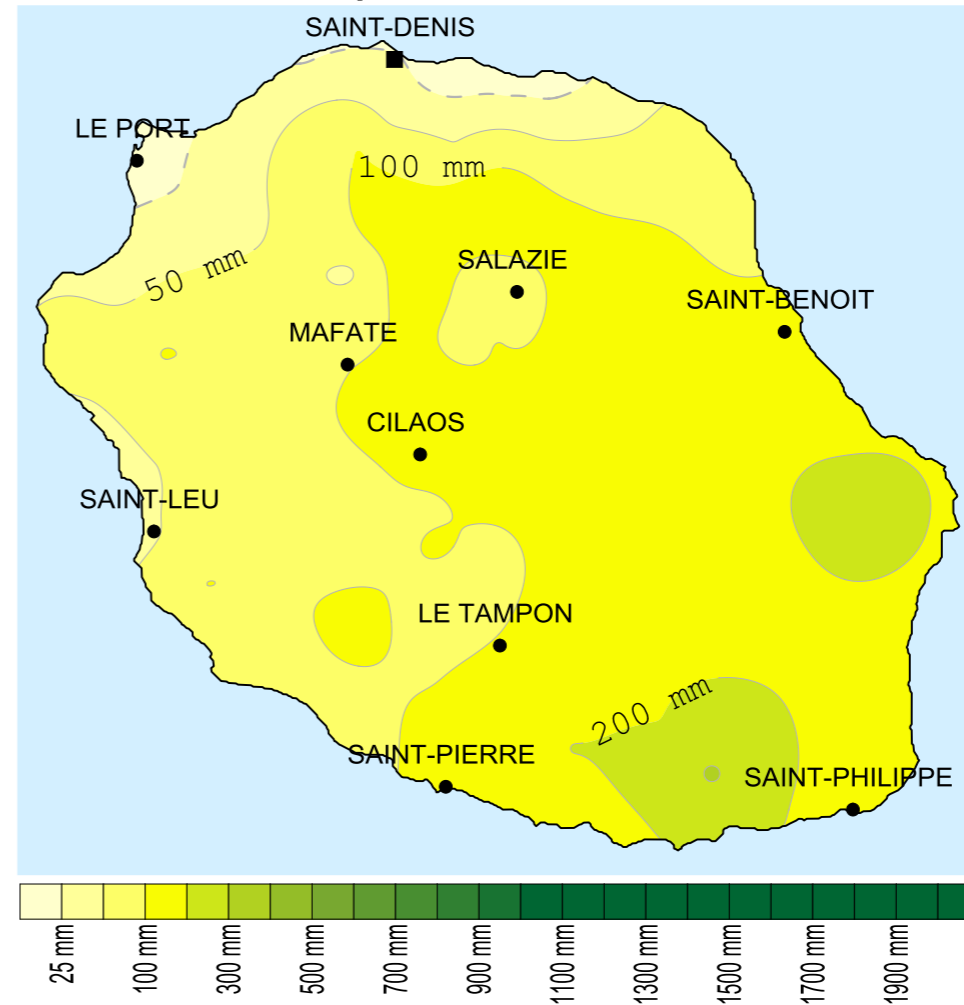 SAINT-DENIS
LE PORT
100 mm
50 mm
SALAZIE
SAINT-BENOIT
MAFATE
CILAOS
SAINT-LEU
LE TAMPON
200 mm
SAINT-PIERRE
SAINT-PHILIPPE
25 mm
100 mm
300 mm
500 mm
700 mm
900 mm
1100 mm
1300 mm
1500 mm
1700 mm
1900 mm